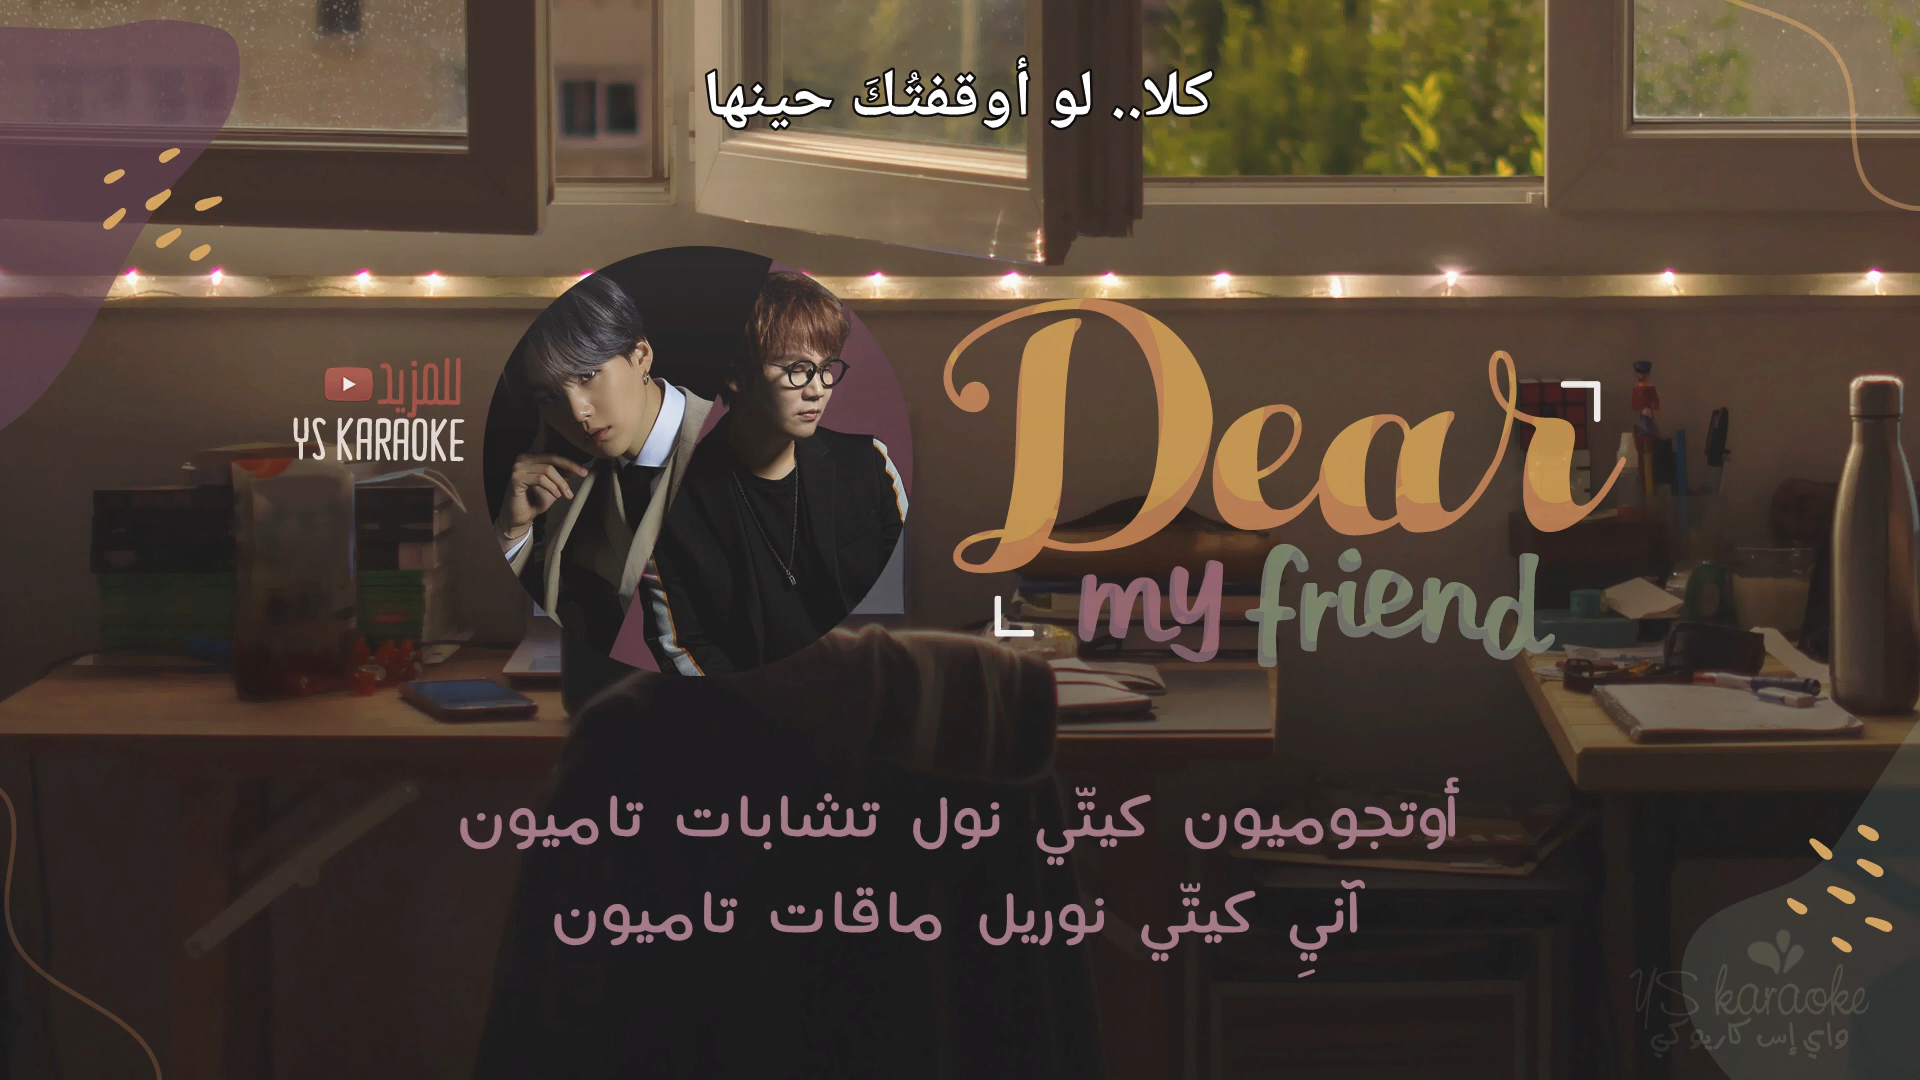 كلا.. لو أوقفتُكَ حينها
للمزيد
YS KARAOKE
Dear
my friend
أوتجوميون كيتّي نول تشابات تاميون
آنيِ كيتّي نوريل ماقات تاميون
YS karaoke
واي إس كاريوكي